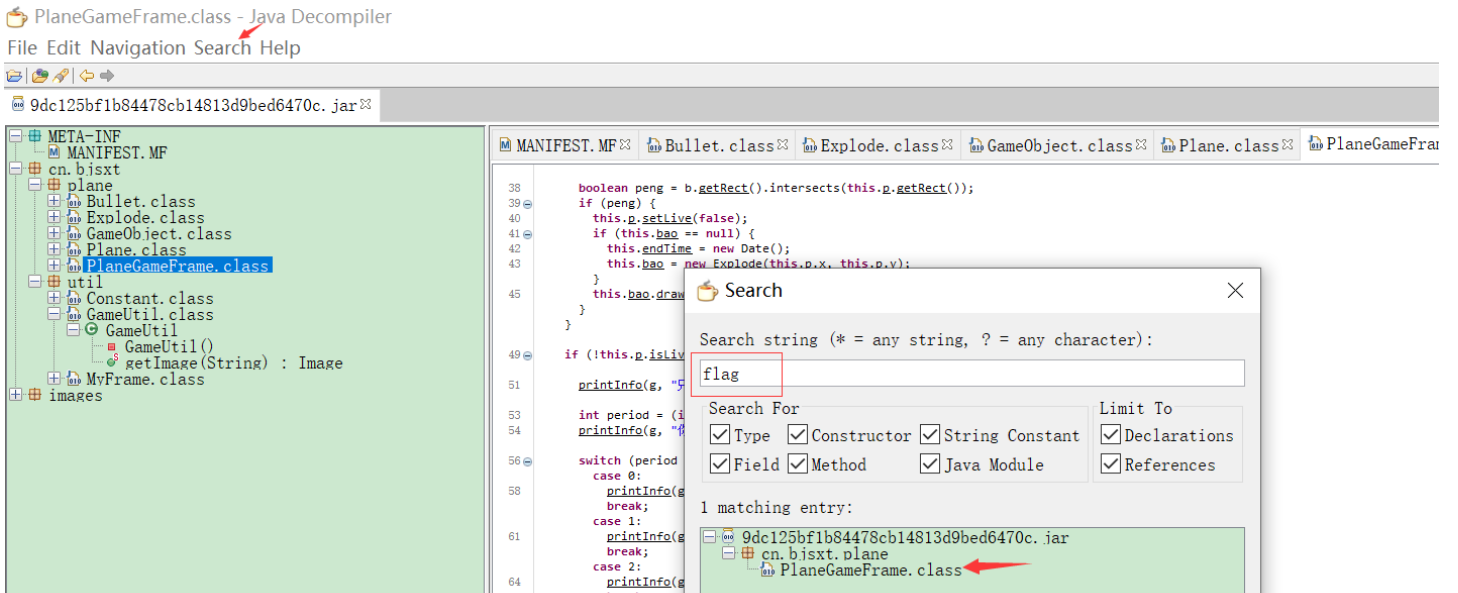 PlaneGameFrame.class - Java Decompiler
File Edit Navigation Search Help
9dc125bf1b84478cb14813d9bed6470c.jar
META-INF
MANIFEST.MF
cn.bjsxt
plane
Bullet.class
Explode.class
GameObject.class
Plane.class
PlaneGameFrame.class
util
Constant.class
GameUtil.class
GameUtil
GameUtil()
getImage(String) : Image
MyFrame.class
images
MANIFEST.MF Bullet.class Explode.class GameObject.class Plane.class PlaneGameFrar
38 boolean peng = b.getRect().intersects(this.p.getRect());
39 if (peng) {
40 this.p.setLive(false);
41 if (this.bao == null) {
42 this.endTime = new Date();
43 this.bao = new Explode(this.p.x, this.p.y);
}
45 this.bao.draw
}
}
49 if (!this.p.isLiv
51 printInfo(g, "
53 int period = (i
54 printInfo(g, "
56 switch (period
case 0:
58 printInfo(g
break;
case 1:
61 printInfo(g
break;
case 2:
64 printInfo(g
Search
Search string (* = any string, ? = any character):
flag
Search For
Type Constructor String Constant
Field Method Java Module
Limit To
Declarations
References
1 matching entry:
9dc125bf1b84478cb14813d9bed6470c.jar
cn.bjsxt.plane
PlaneGameFrame.class